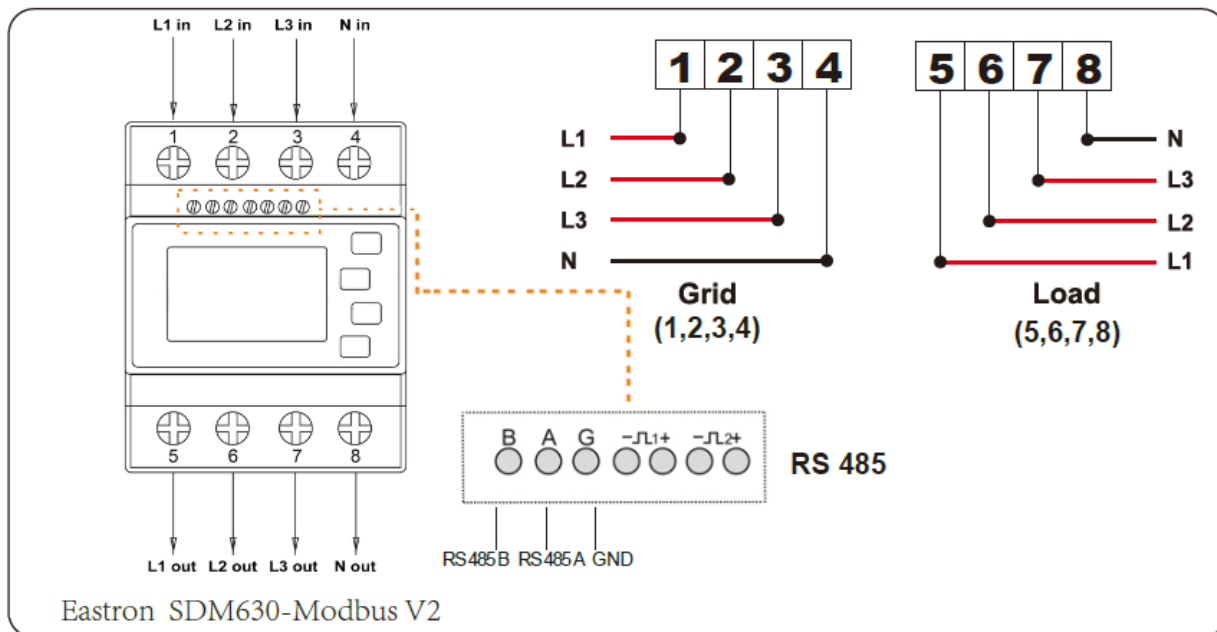 L1 in L2 in L3 in N in
1 2 3 4
5 6 7 8
L1 out L2 out L3 out N out
1 2 3 4
L1
L2
L3
N
Grid
(1,2,3,4)
5 6 7 8
N
L3
L2
L1
Load
(5,6,7,8)
B A G - 1+ - 2+
RS 485
RS485B RS485A GND
Eastron SDM630-Modbus V2